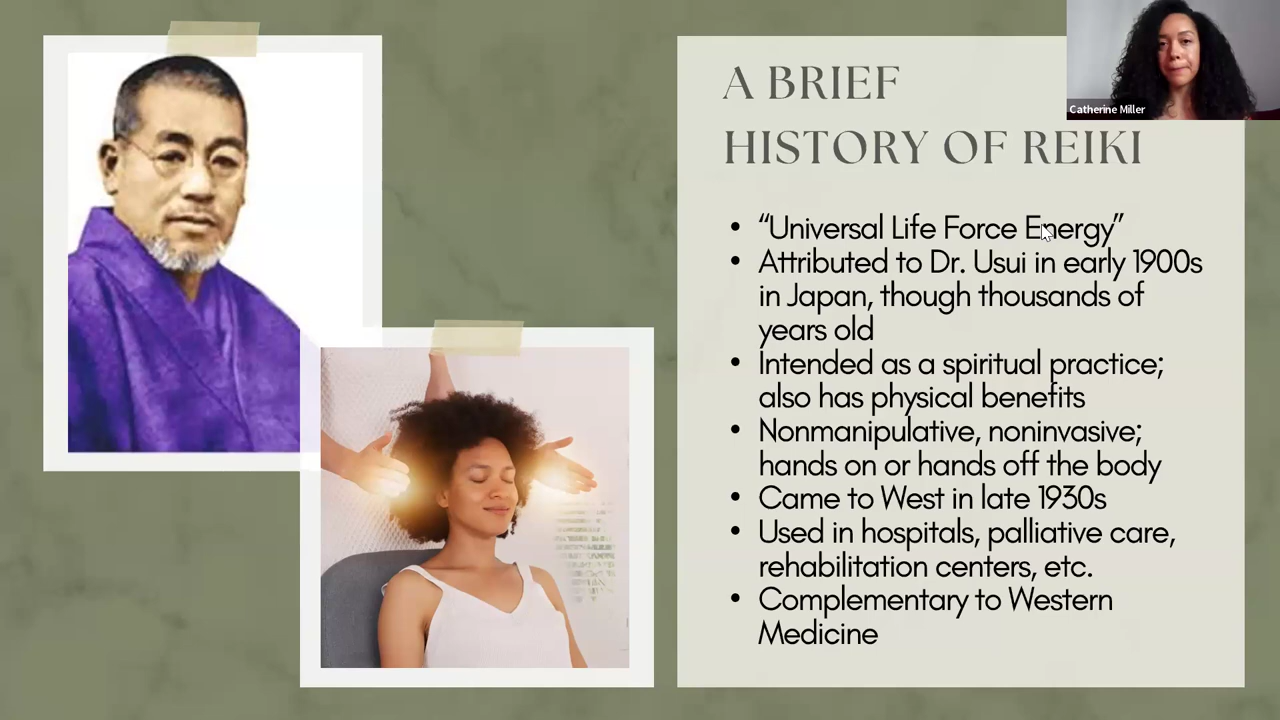 A BRIEF
HISTORY OF REIKI
Catherine Miller
• “Universal Life Force Energy”
• Attributed to Dr. Usui in early 1900s
in Japan, though thousands of
years old
• Intended as a spiritual practice;
also has physical benefits
• Nonmanipulative, noninvasive;
hands on or hands off the body
• Came to West in late 1930s
• Used in hospitals, palliative care,
rehabilitation centers, etc.
• Complementary to Western
Medicine